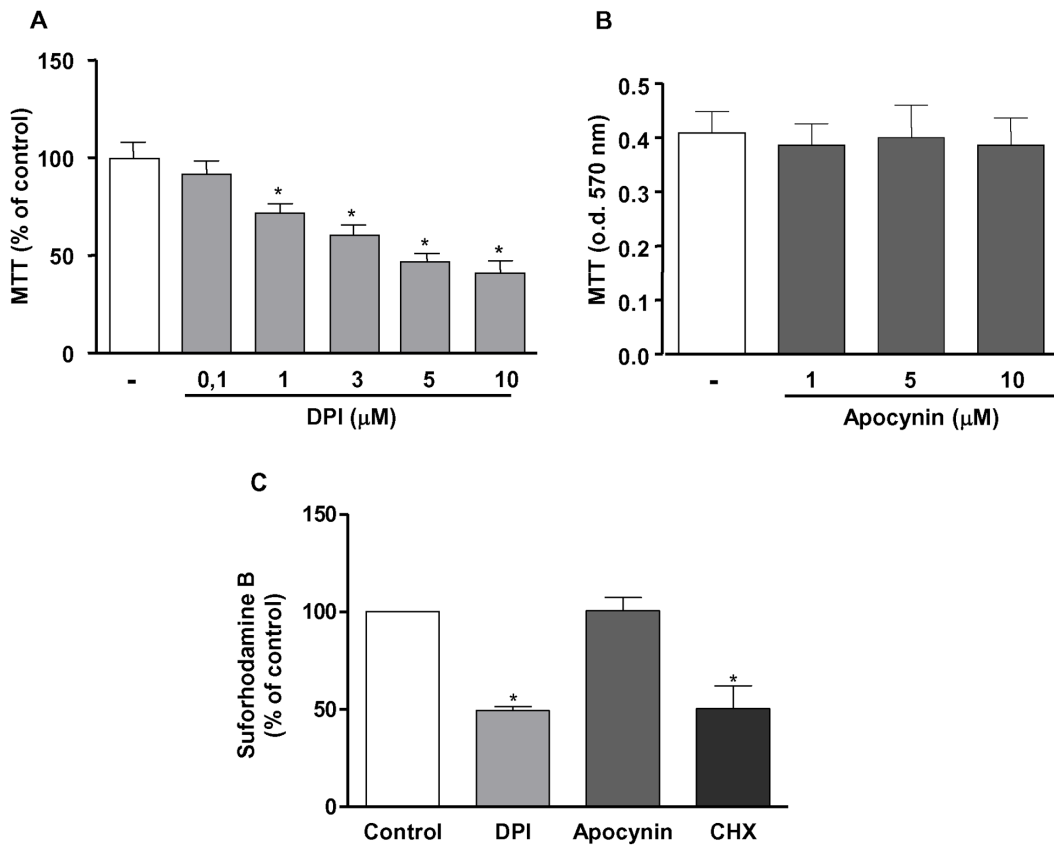 A
MTT (% of control)
150
100
50
0
- 0,1 1 3 5 10
* * * *
DPI (μM)
B
MTT (o.d. 570 nm)
0.5
0.4
0.3
0.2
0.1
0.0
- 1 5 10
Apocynin (μM)
C
Suforhodamine B
(% of control)
150
100
50
0
* *
Control DPI Apocynin CHX